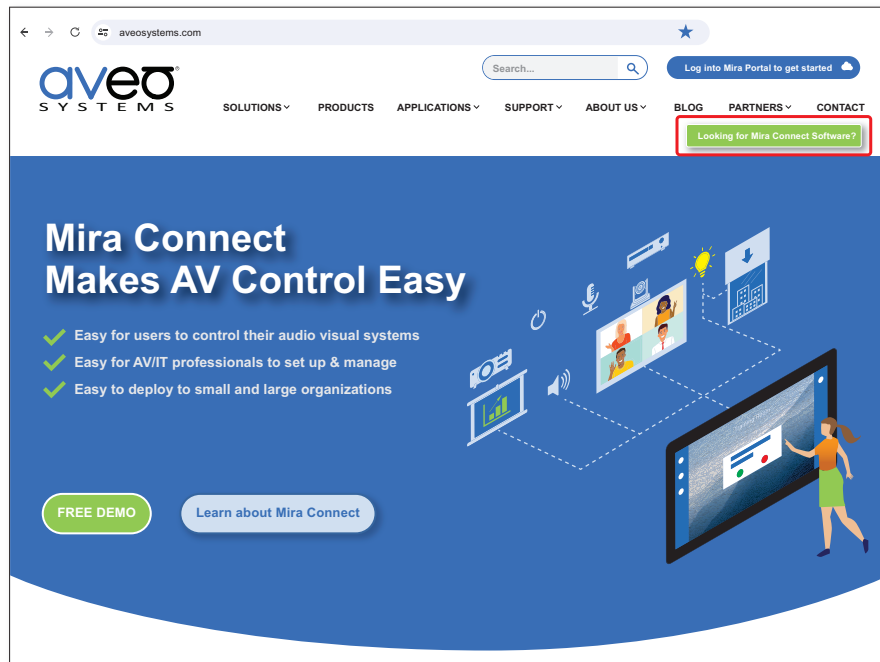 aveosystems.com
aveo®
SYSTEMS
Search...
Log into Mira Portal to get started
SOLUTIONS PRODUCTS APPLICATIONS SUPPORT ABOUT US BLOG PARTNERS CONTACT
Looking for Mira Connect Software?
Mira Connect
Makes AV Control Easy
Easy for users to control their audio visual systems
Easy for AV/IT professionals to set up & manage
Easy to deploy to small and large organizations
FREE DEMO
Learn about Mira Connect